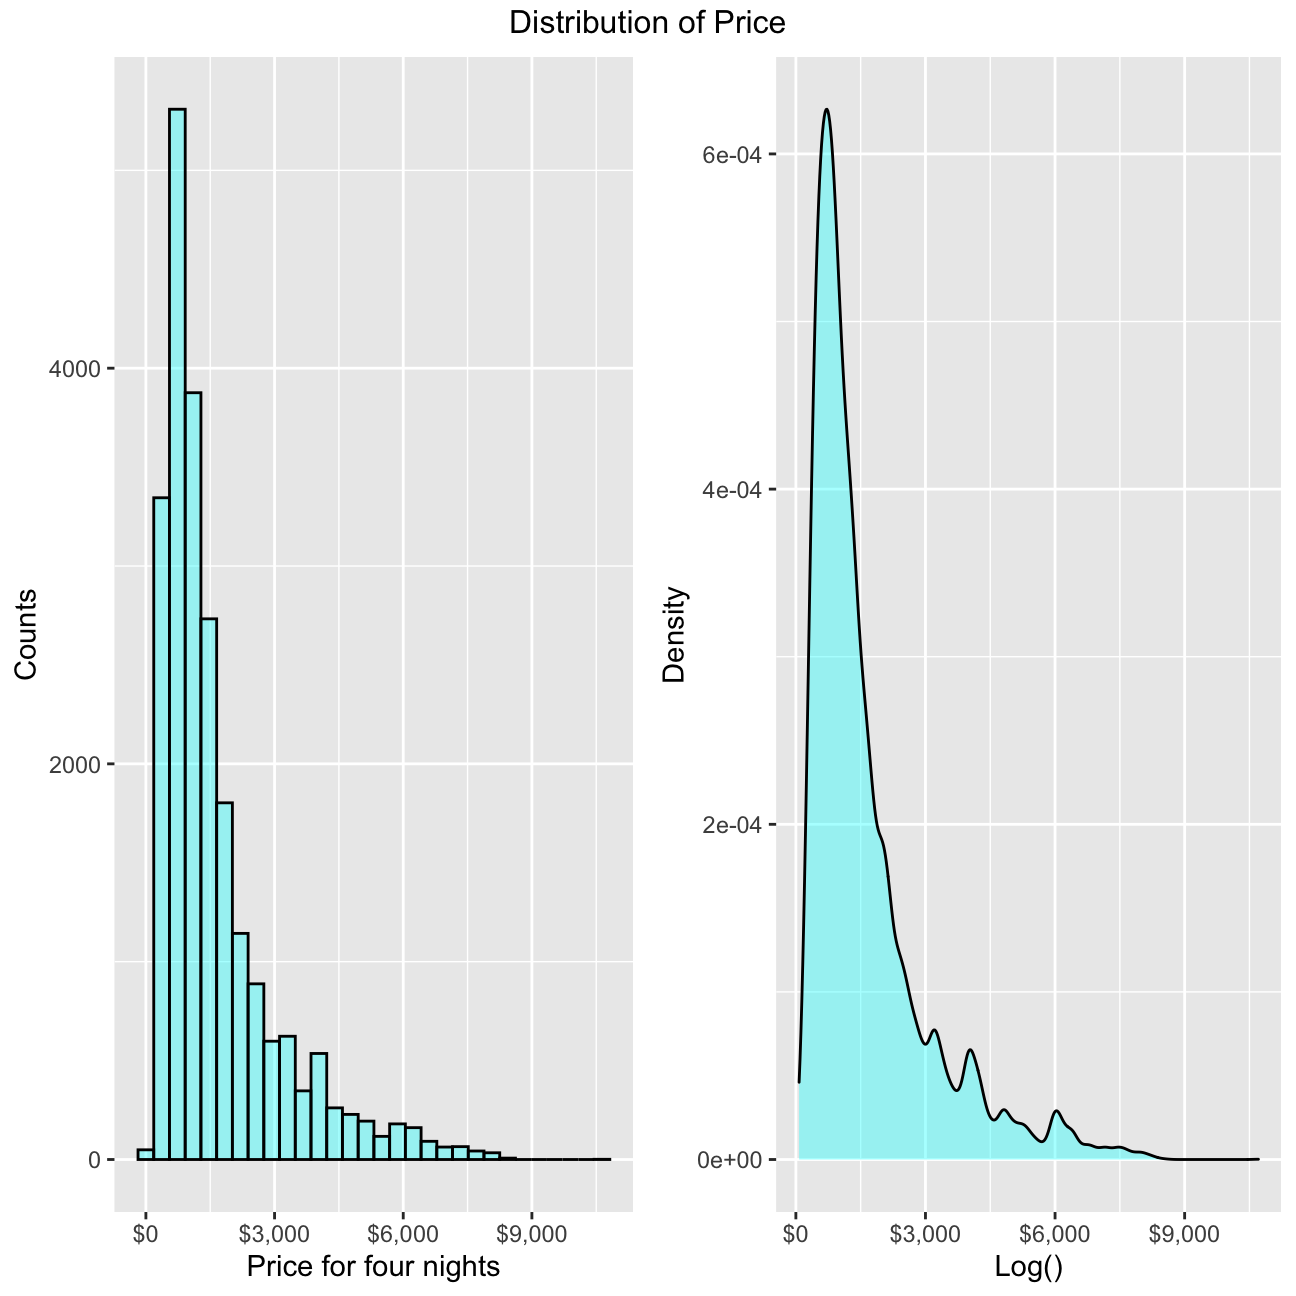 Distribution of Price
Counts
4000
2000
0
$0 $3,000 $6,000 $9,000
Price for four nights
Density
6e-04
4e-04
2e-04
0e+00
$0 $3,000 $6,000 $9,000
Log()